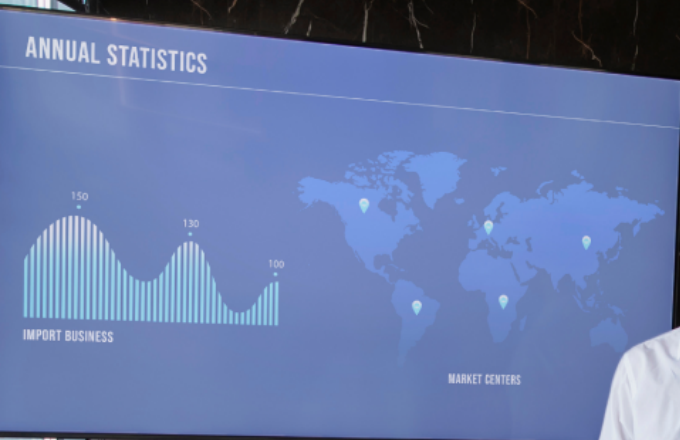 ANNUAL STATISTICS
150
130
100
IMPORT BUSINESS
MARKET CENTERS